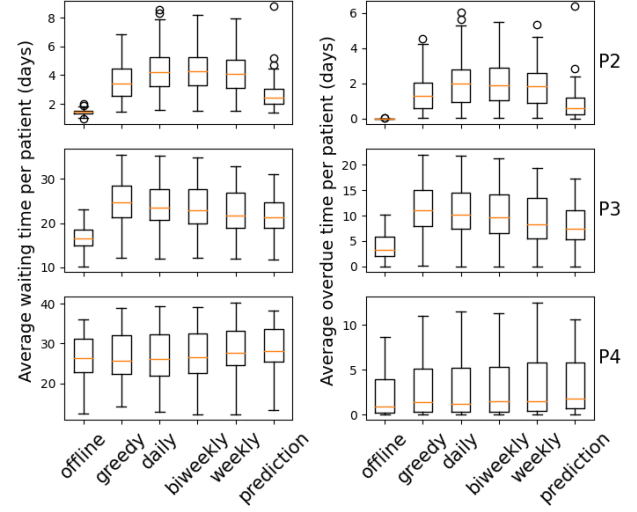 Average waiting time per patient (days)
8
6
4
2
30
20
10
40
30
20
offline
greedy
daily
biweekly
weekly
prediction
Average overdue time per patient (days)
6
4
2
0
P2
20
15
10
5
0
P3
10
5
0
P4
offline
greedy
daily
biweekly
weekly
prediction